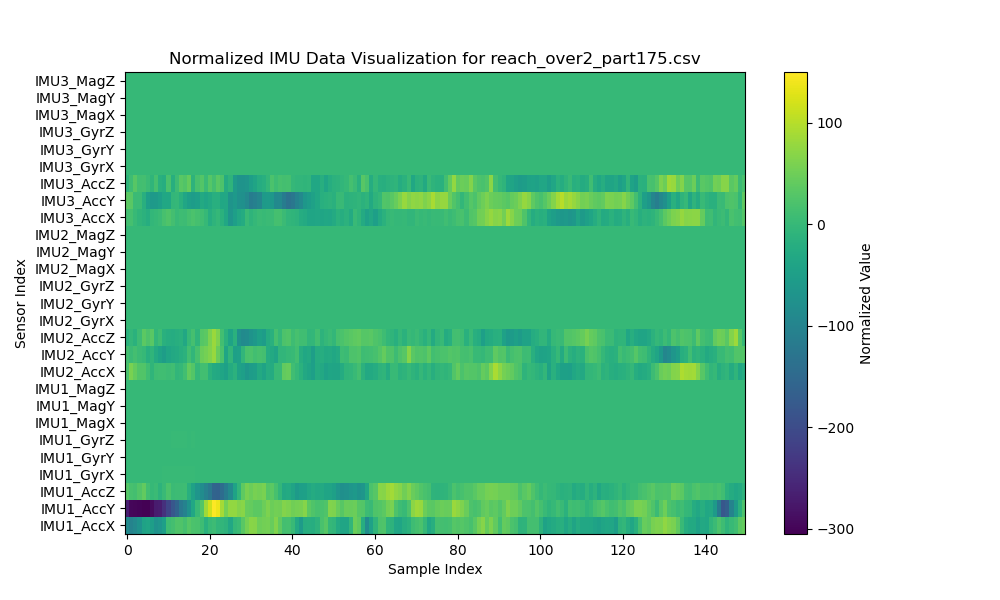 Normalized IMU Data Visualization for reach_over2_part175.csv
IMU3_MagZ
IMU3_MagY
IMU3_MagX
IMU3_GyrZ
IMU3_GyrY
IMU3_GyrX
IMU3_AccZ
IMU3_AccY
IMU3_AccX
IMU2_MagZ
IMU2_MagY
IMU2_MagX
IMU2_GyrZ
IMU2_GyrY
IMU2_GyrX
IMU2_AccZ
IMU2_AccY
IMU2_AccX
IMU1_MagZ
IMU1_MagY
IMU1_MagX
IMU1_GyrZ
IMU1_GyrY
IMU1_GyrX
IMU1_AccZ
IMU1_AccY
IMU1_AccX
Sensor Index
0 20 40 60 80 100 120 140
Sample Index
100
0
−100
−200
−300
Normalized Value